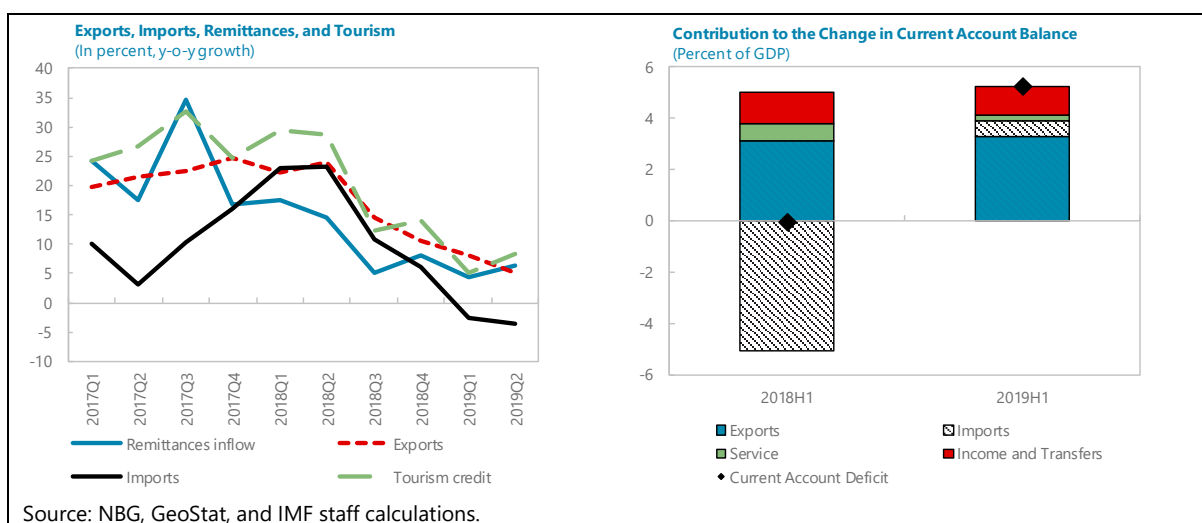 Exports, Imports, Remittances, and Tourism
(In percent, y-o-y growth)
40
35
30
25
20
15
10
5
0
-5
-10
2017Q1
2017Q2
2017Q3
2017Q4
2018Q1
2018Q2
2018Q3
2018Q4
2019Q1
2019Q2
Remittances inflow
Exports
Imports
Tourism credit
Contribution to the Change in Current Account Balance
(Percent of GDP)
6
4
2
0
-2
-4
-6
2018H1
2019H1
Exports
Imports
Service
Income and Transfers
Current Account Deficit
Source: NBG, GeoStat, and IMF staff calculations.